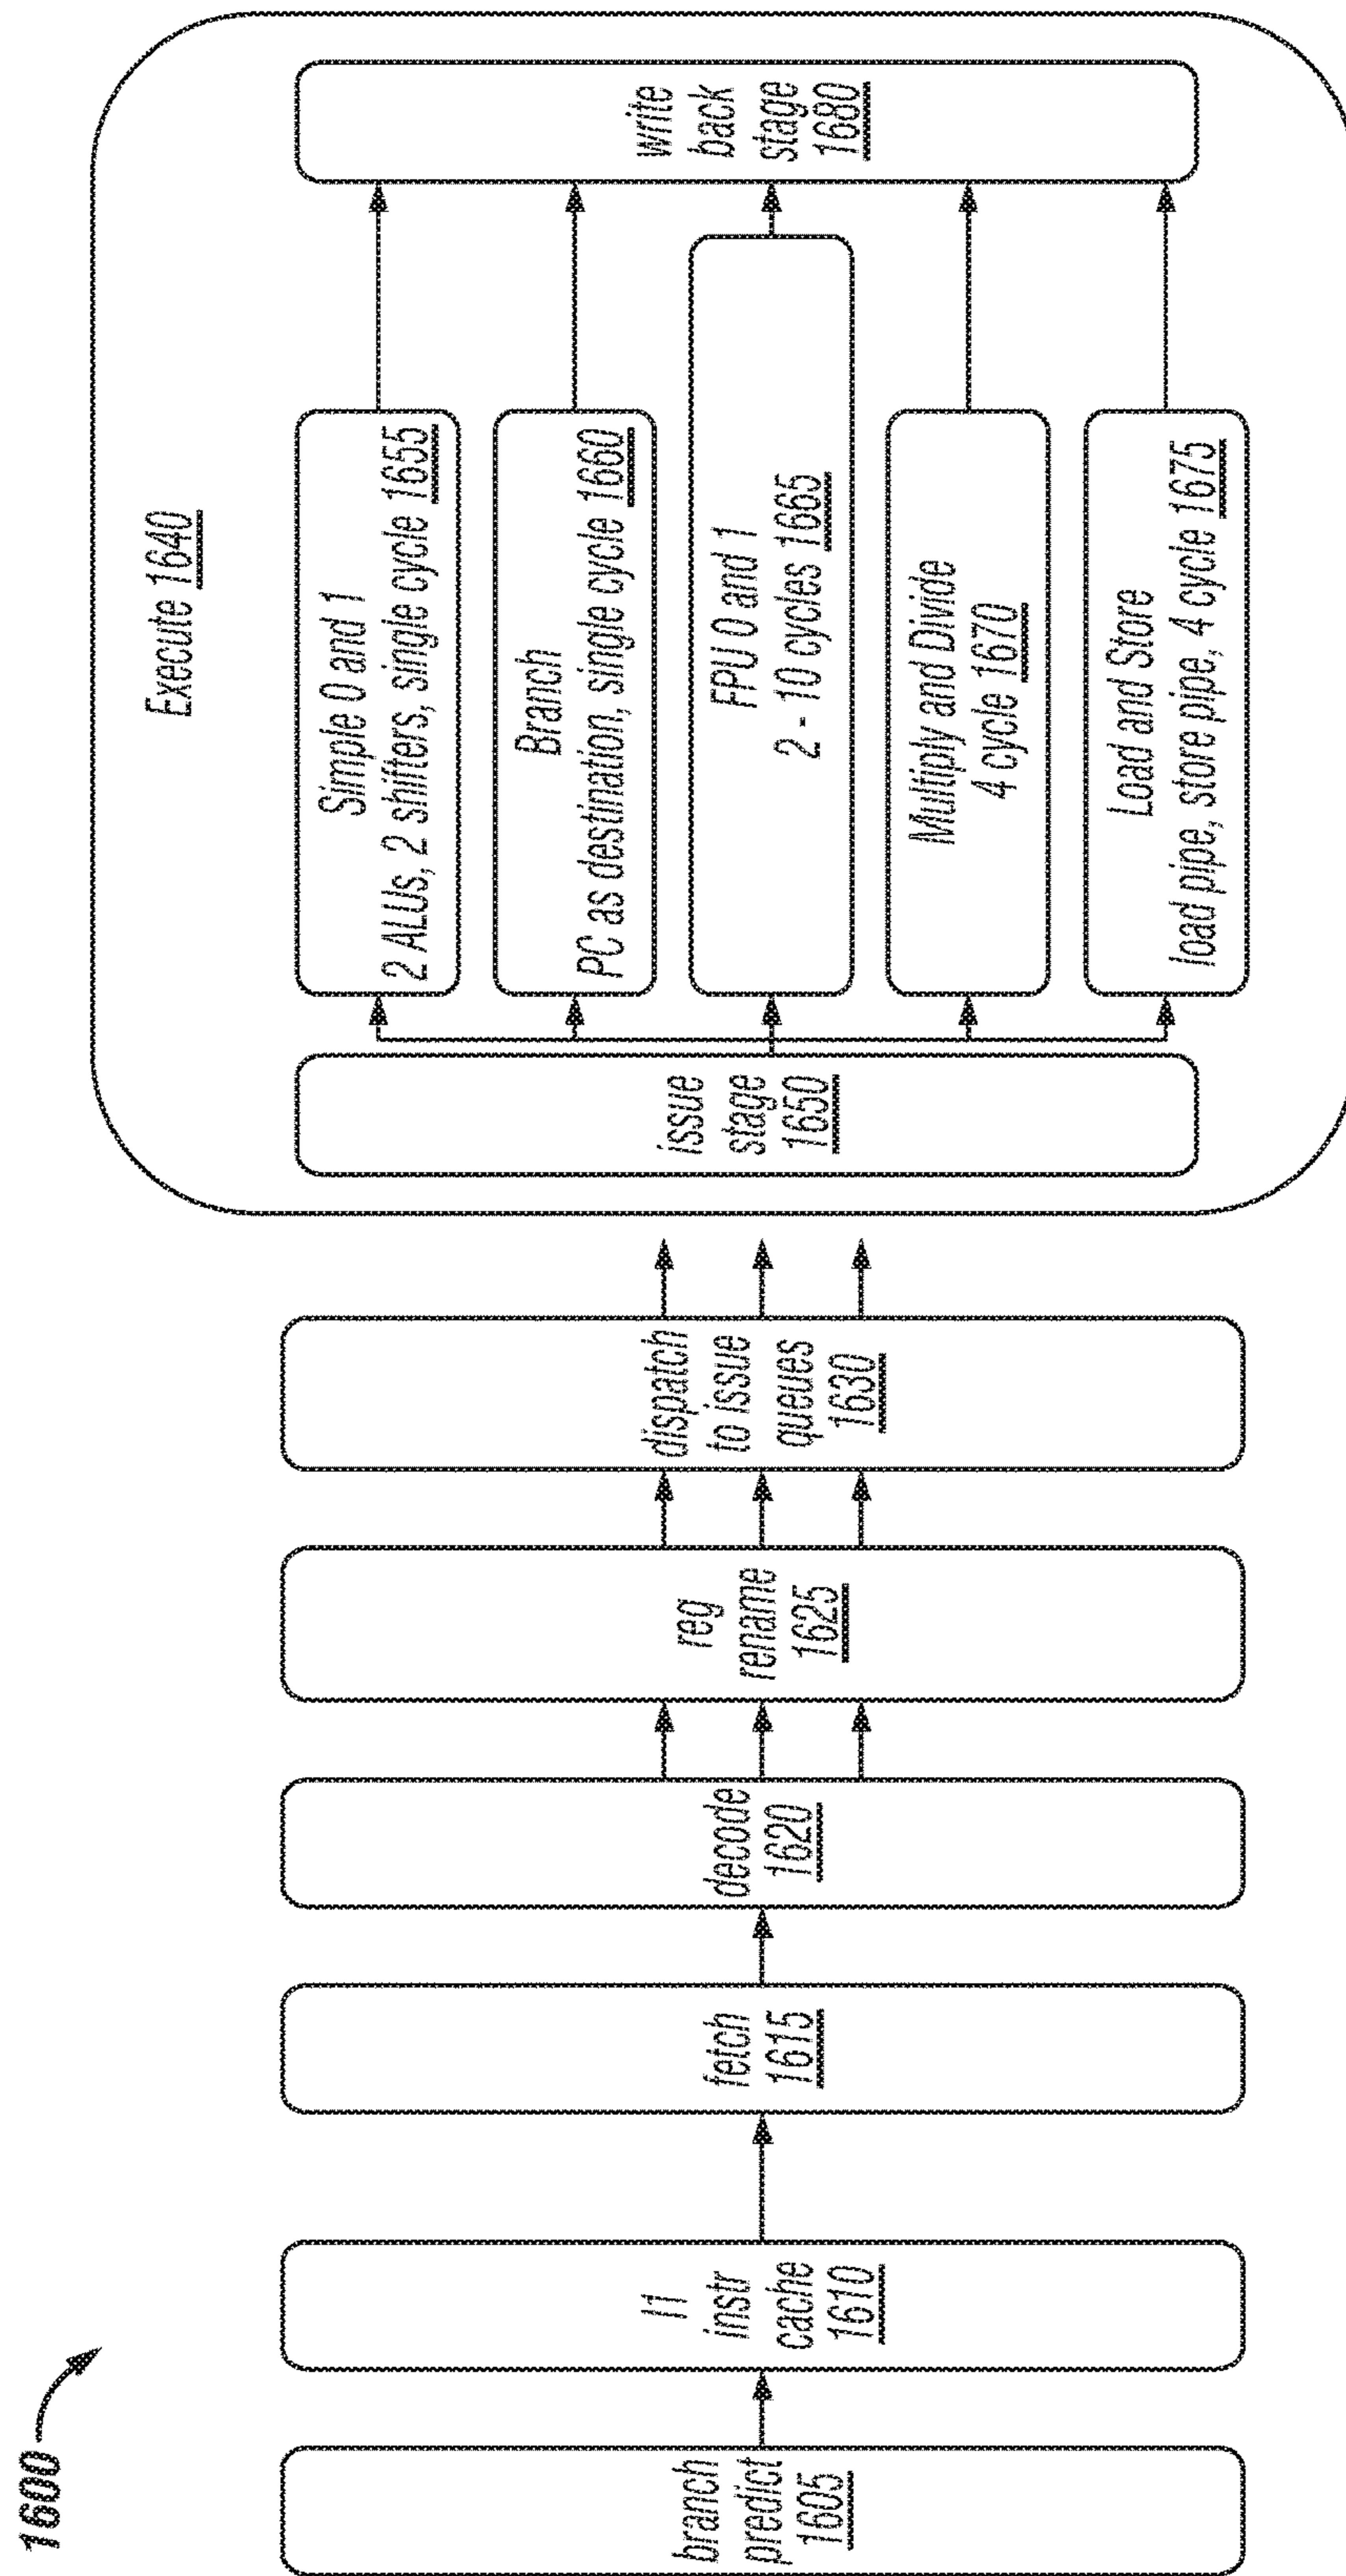 1600
branch
predict
1605
l1
instr
cache
1610
fetch
1615
decode
1620
reg
rename
1625
dispatch
to issue
queues
1630
Execute 1640
issue
stage
1650
Simple 0 and 1
2 ALUs, 2 shifters, single cycle 1655
Branch
PC as destination, single cycle 1660
FPU 0 and 1
2 - 10 cycles 1665
Multiply and Divide
4 cycle 1670
Load and Store
load pipe, store pipe, 4 cycle 1675
write
back
stage
1680